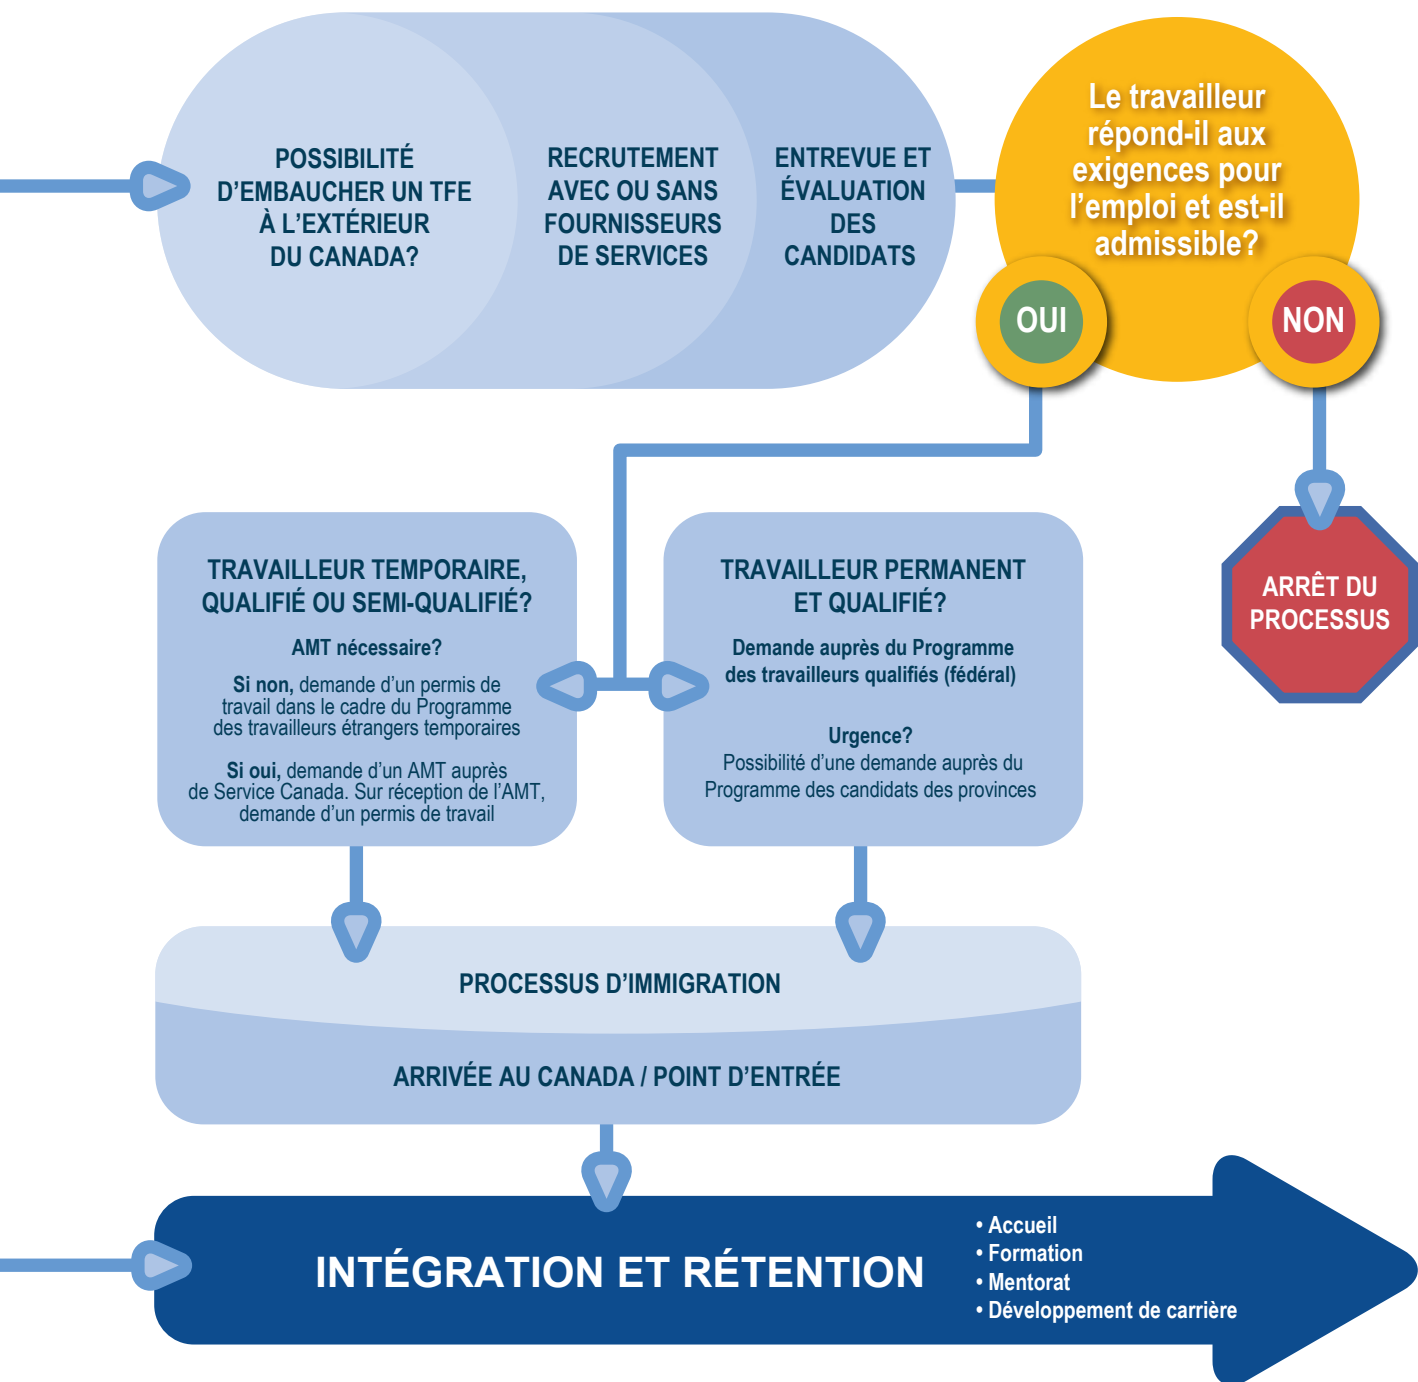 POSSIBILITÉ
D’EMBAUCHER UN TFE
À L’EXTÉRIEUR
DU CANADA?
RECRUTEMENT
AVEC OU SANS
FOURNISSEURS
DE SERVICES
ENTREVUE ET
ÉVALUATION
DES
CANDIDATS
Le travailleur
répond-il aux
exigences pour
l’emploi et est-il
admissible?
OUI
NON
ARRÊT DU
PROCESSUS
TRAVAILLEUR TEMPORAIRE,
QUALIFIÉ OU SEMI-QUALIFIÉ?
AMT nécessaire?
Si non, demande d’un permis de
travail dans le cadre du Programme
des travailleurs étrangers temporaires
Si oui, demande d’un AMT auprès
de Service Canada. Sur réception de l’AMT,
demande d’un permis de travail
TRAVAILLEUR PERMANENT
ET QUALIFIÉ?
Demande auprès du Programme
des travailleurs qualifiés (fédéral)
Urgence?
Possibilité d’une demande auprès du
Programme des candidats des provinces
PROCESSUS D’IMMIGRATION
ARRIVÉE AU CANADA / POINT D’ENTRÉE
INTÉGRATION ET RÉTENTION
• Accueil
• Formation
• Mentorat
• Développement de carrière